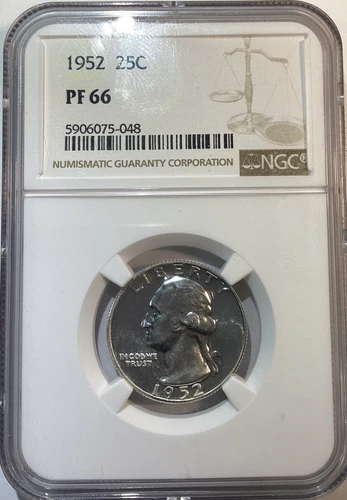 1952 25C
PF 66
5906075-048
NUMISMATIC GUARANTY CORPORATION
NGC®
LIBERTY
IN GOD WE
TRUST
1952